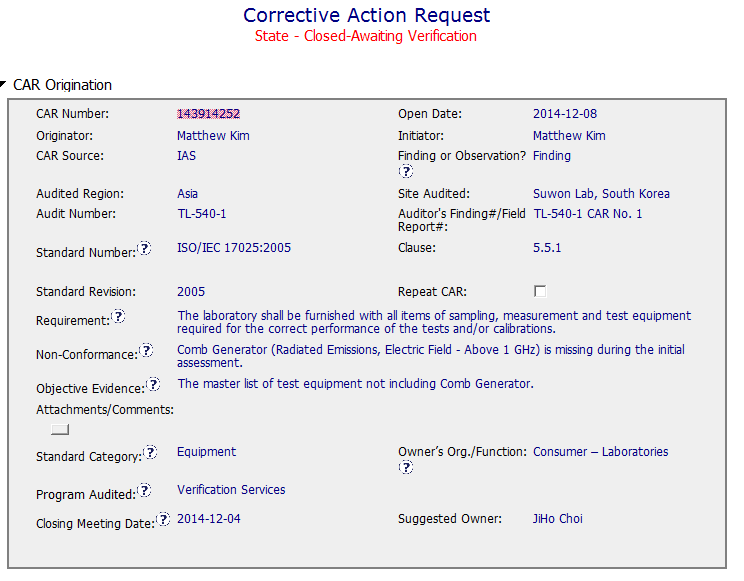 Corrective Action Request
State - Closed-Awaiting Verification
CAR Origination
CAR Number: 143914252 Open Date: 2014-12-08
Originator: Matthew Kim Initiator: Matthew Kim
CAR Source: IAS Finding or Observation? Finding
?
Audited Region: Asia Site Audited: Suwon Lab, South Korea
Audit Number: TL-540-1 Auditor's Finding#/Field TL-540-1 CAR No. 1
Report#:
Standard Number: ? ISO/IEC 17025:2005 Clause: 5.5.1
Standard Revision: 2005 Repeat CAR:
Requirement: ? The laboratory shall be furnished with all items of sampling, measurement and test equipment
required for the correct performance of the tests and/or calibrations.
Non-Conformance: ? Comb Generator (Radiated Emissions, Electric Field - Above 1 GHz) is missing during the initial
assessment.
Objective Evidence: ? The master list of test equipment not including Comb Generator.
Attachments/Comments:
Standard Category: ? Equipment Owner's Org./Function: Consumer – Laboratories
?
Program Audited: ? Verification Services
Closing Meeting Date: ? 2014-12-04 Suggested Owner: JiHo Choi